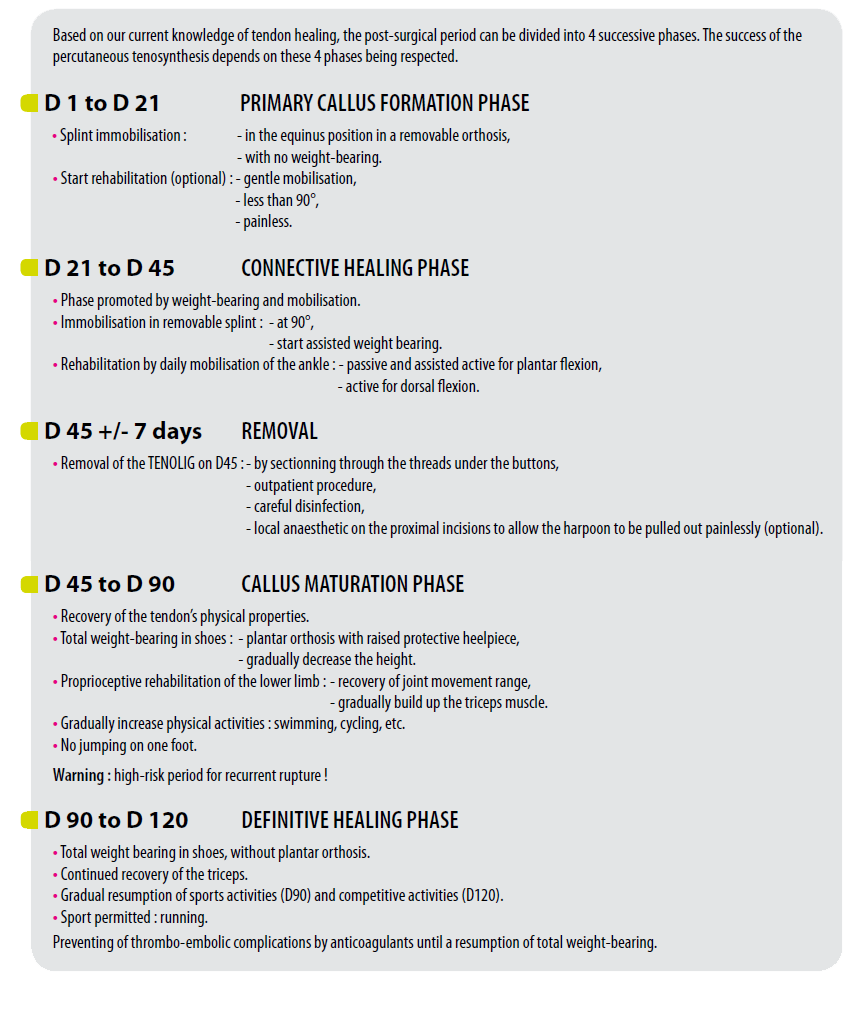 Based on our current knowledge of tendon healing, the post-surgical period can be divided into 4 successive phases. The success of the
percutaneous tenosynthesis depends on these 4 phases being respected.
D 1 to D 21 PRIMARY CALLUS FORMATION PHASE
• Splint immobilisation : - in the equinus position in a removable orthosis,
- with no weight-bearing.
• Start rehabilitation (optional) : - gentle mobilisation,
- less than 90°,
- painless.
D 21 to D 45 CONNECTIVE HEALING PHASE
• Phase promoted by weight-bearing and mobilisation.
• Immobilisation in removable splint : - at 90°,
- start assisted weight bearing.
• Rehabilitation by daily mobilisation of the ankle : - passive and assisted active for plantar flexion,
- active for dorsal flexion.
D 45 +/- 7 days REMOVAL
• Removal of the TENOLIG on D45 : - by sectionning through the threads under the buttons,
- outpatient procedure,
- careful disinfection,
- local anaesthetic on the proximal incisions to allow the harpoon to be pulled out painlessly (optional).
D 45 to D 90 CALLUS MATURATION PHASE
• Recovery of the tendon's physical properties.
• Total weight-bearing in shoes : - plantar orthosis with raised protective heelpiece,
- gradually decrease the height.
• Proprioceptive rehabilitation of the lower limb : - recovery of joint movement range,
- gradually build up the triceps muscle.
• Gradually increase physical activities : swimming, cycling, etc.
• No jumping on one foot.
Warning : high-risk period for recurrent rupture !
D 90 to D 120 DEFINITIVE HEALING PHASE
• Total weight bearing in shoes, without plantar orthosis.
• Continued recovery of the triceps.
• Gradual resumption of sports activities (D90) and competitive activities (D120).
• Sport permitted : running.
Preventing of thrombo-embolic complications by anticoagulants until a resumption of total weight-bearing.